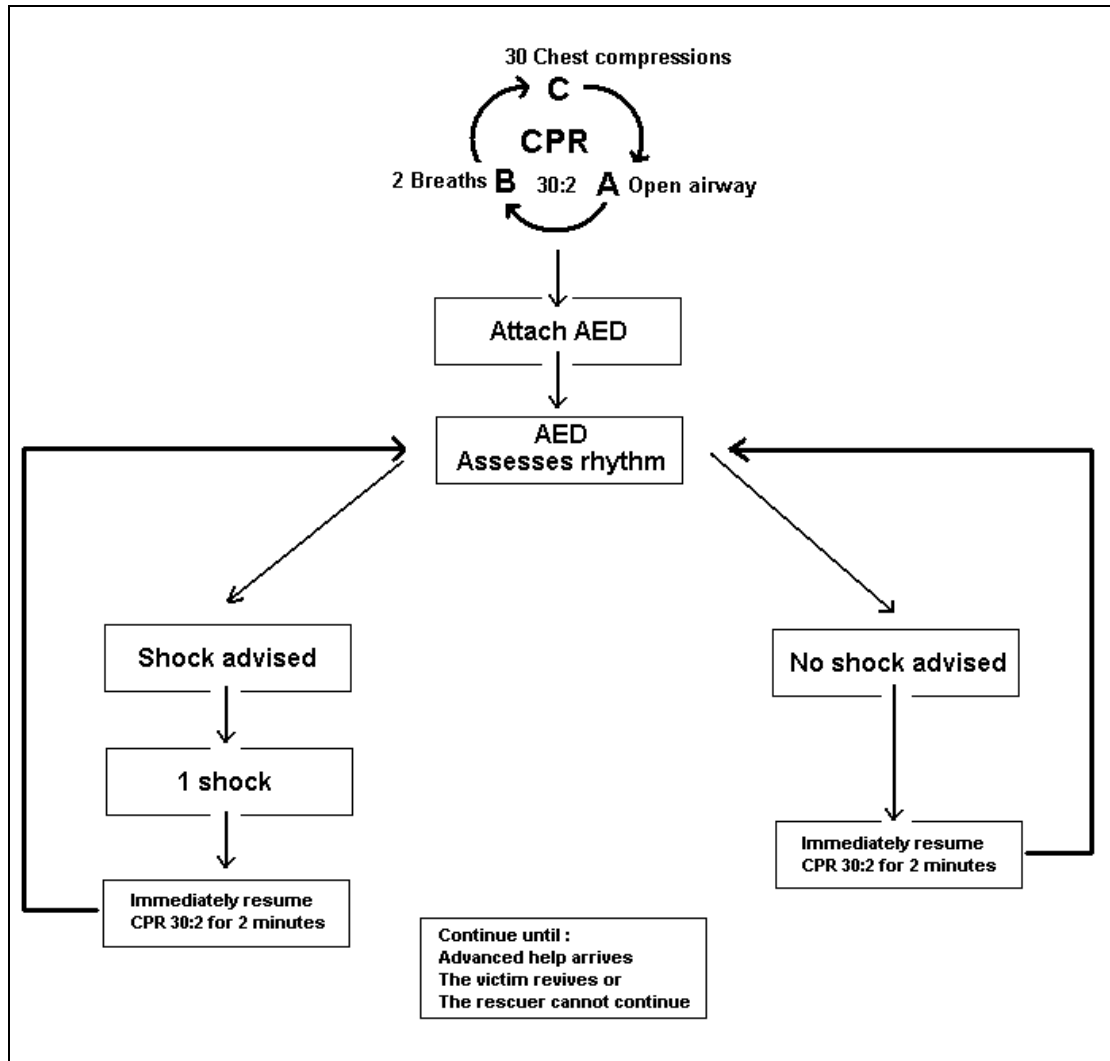 30 Chest compressions
C
CPR
2 Breaths B 30:2 A Open airway
Attach AED
AED
Assesses rhythm
Shock advised
No shock advised
1 shock
Immediately resume
CPR 30:2 for 2 minutes
Immediately resume
CPR 30:2 for 2 minutes
Continue until :
Advanced help arrives
The victim revives or
The rescuer cannot continue